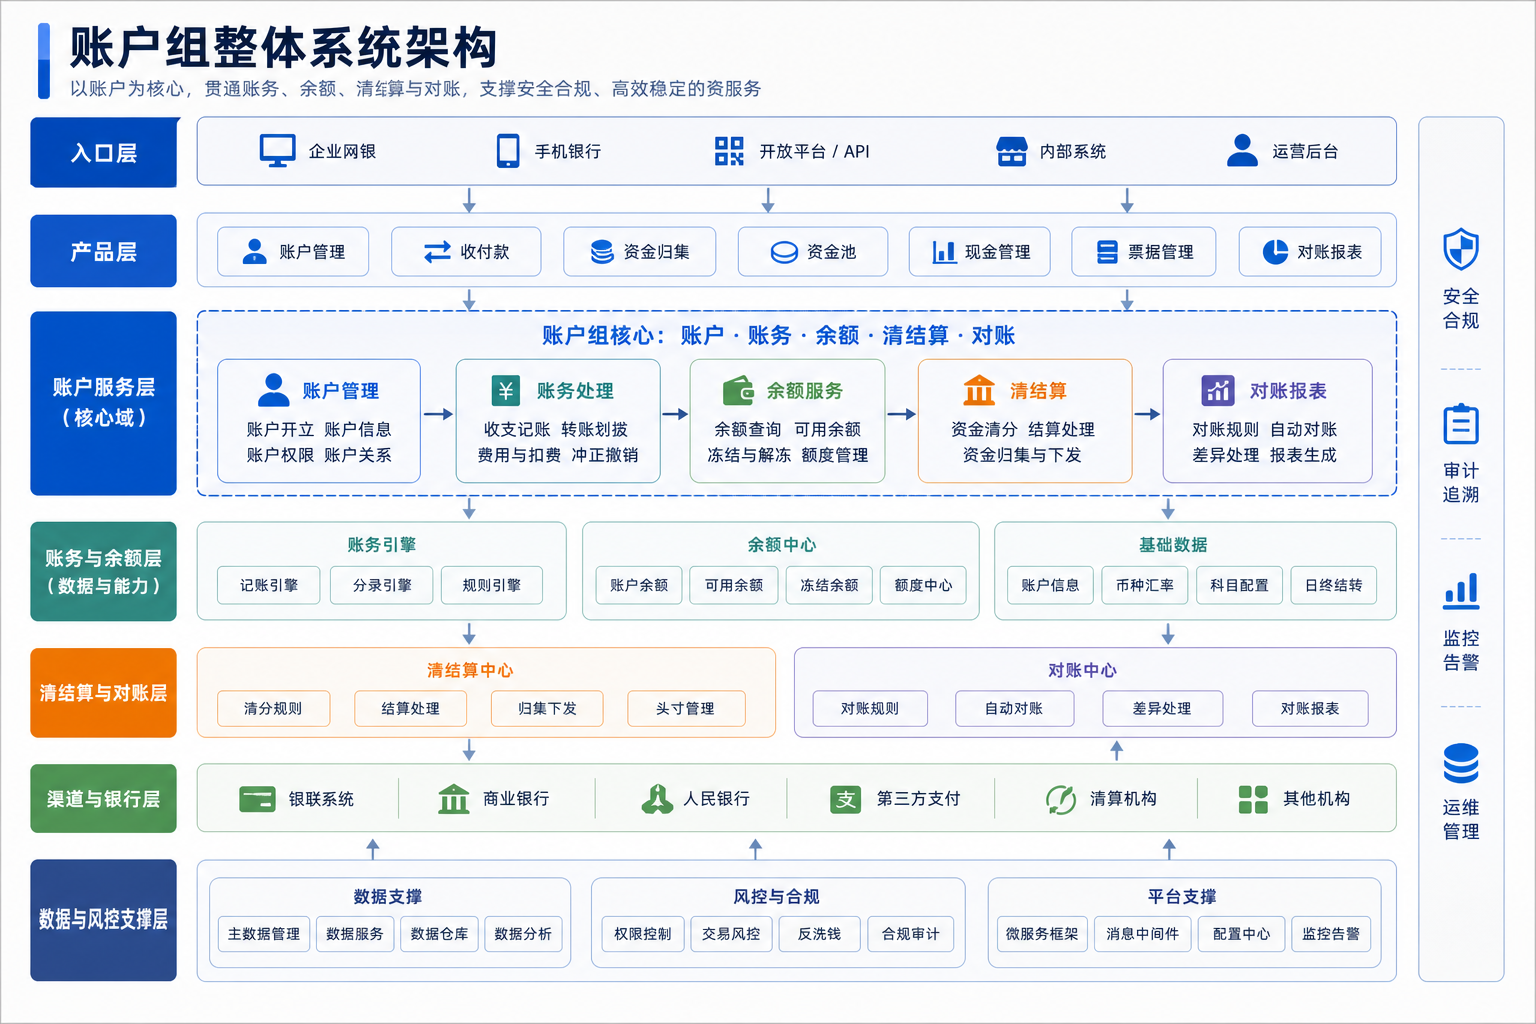 账户组整体系统架构
以账户为核心，贯通账务、余额、清结算与对账，支撑安全合规、高效稳定的资服务
入口层
企业网银
手机银行
开放平台 / API
内部系统
运营后台
产品层
账户管理
收付款
资金归集
资金池
现金管理
票据管理
对账报表
账户服务层
（核心域）
账户组核心：账户 · 账务 · 余额 · 清结算 · 对账
账户管理
账户开立 账户信息
账户权限 账户关系
账务处理
收支记账 转账划拨
费用与扣费 冲正撤销
余额服务
余额查询 可用余额
冻结与解冻 额度管理
清结算
资金清分 结算处理
资金归集与下发
对账报表
对账规则 自动对账
差异处理 报表生成
账务与余额层
（数据与能力）
账务引擎
记账引擎
分录引擎
规则引擎
余额中心
账户余额
可用余额
冻结余额
额度中心
基础数据
账户信息
币种汇率
科目配置
日终结转
清结算与对账层
清结算中心
清分规则
结算处理
归集下发
头寸管理
对账中心
对账规则
自动对账
差异处理
对账报表
渠道与银行层
银联系统
商业银行
人民银行
支
第三方支付
清算机构
其他机构
数据与风控支撑层
数据支撑
主数据管理
数据服务
数据仓库
数据分析
风控与合规
权限控制
交易风控
反洗钱
合规审计
平台支撑
微服务框架
消息中间件
配置中心
监控告警
安全
合规
审计
追溯
监控
告警
运维
管理